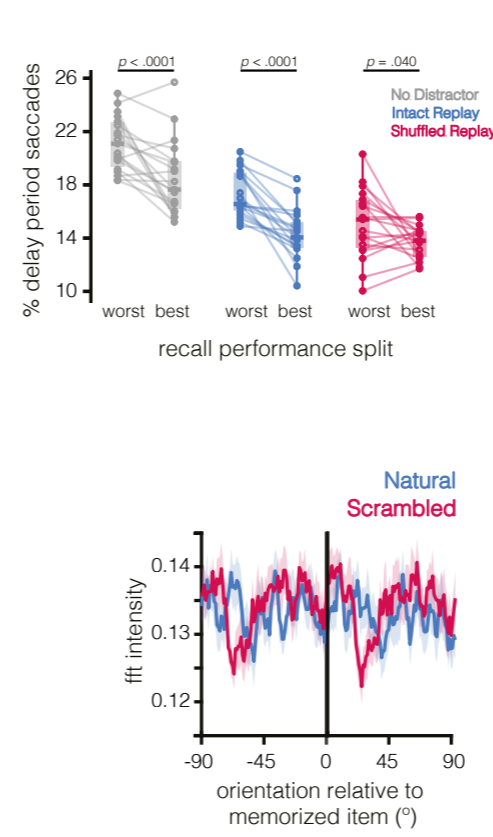 p < .0001
p < .0001
p = .040
% delay period saccades
26
22
18
14
10
No Distractor
Intact Replay
Shuffled Replay
worst best
worst best
worst best
recall performance split
Natural
Scrambled
fft intensity
0.14
0.13
0.12
-90 -45 0 45 90
orientation relative to
memorized item (°)